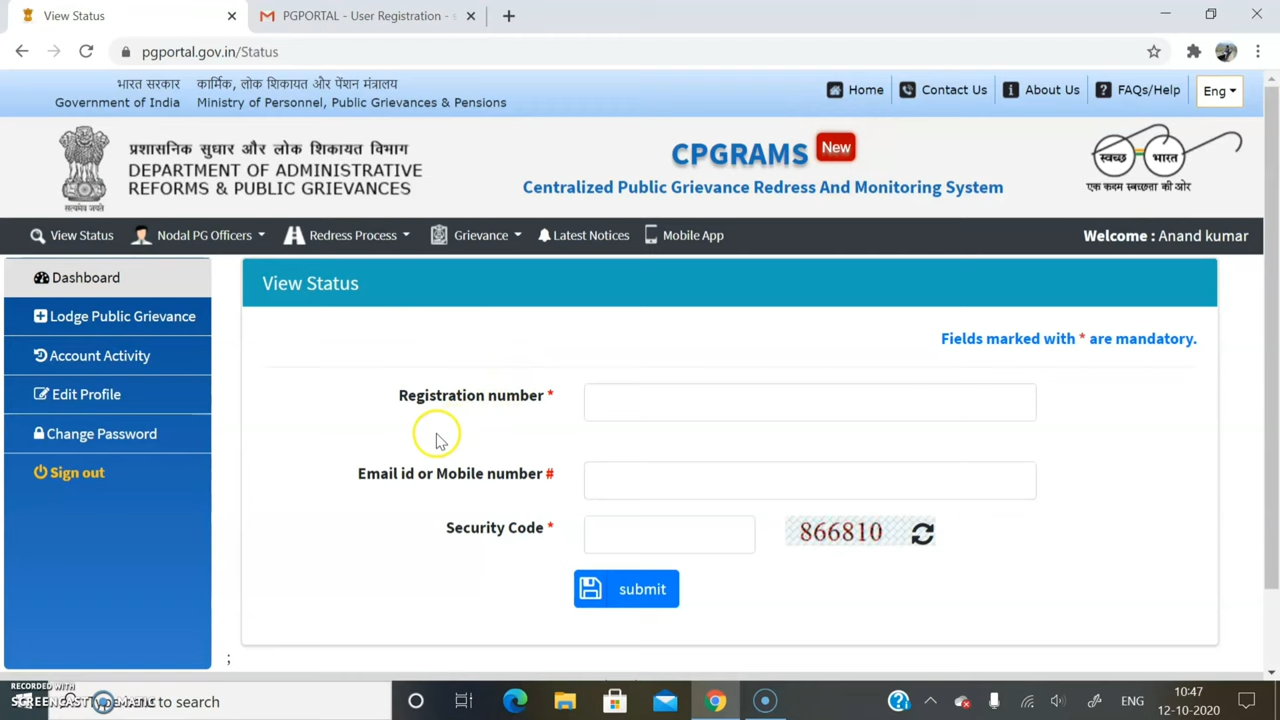 View Status
PGPORTAL - User Registration - s
pgportal.gov.in/Status
भारत सरकार
Government of India
कार्मिक, लोक शिकायत और पेंशन मंत्रालय
Ministry of Personnel, Public Grievances & Pensions
Home
Contact Us
About Us
FAQs/Help
Eng
सत्यमेव जयते
प्रशासनिक सुधार और लोक शिकायत विभाग
DEPARTMENT OF ADMINISTRATIVE
REFORMS & PUBLIC GRIEVANCES
CPGRAMS New
Centralized Public Grievance Redress And Monitoring System
स्वच्छ भारत
एक कदम स्वच्छता की ओर
View Status
Nodal PG Officers
Redress Process
Grievance
Latest Notices
Mobile App
Welcome : Anand kumar
Dashboard
Lodge Public Grievance
Account Activity
Edit Profile
Change Password
Sign out
View Status
Fields marked with * are mandatory.
Registration number *
Email id or Mobile number #
Security Code *
866810
submit
;
RECORDED WITH
to search
ENG
10:47
12-10-2020